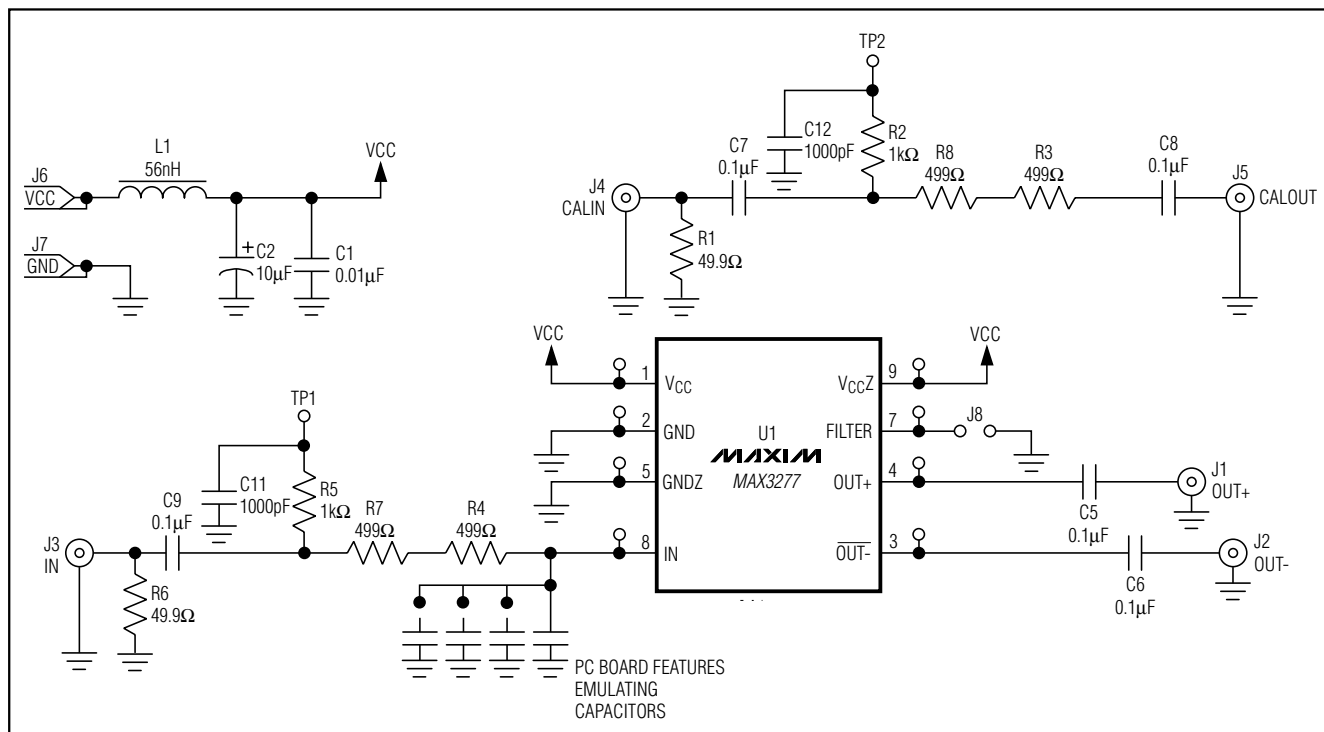 J6
VCC
L1
56nH
VCC
J7
GND
C2
10µF
+
C1
0.01µF
TP2
C12
1000pF
R2
1kΩ
C7
0.1µF
R8
499Ω
R3
499Ω
C8
0.1µF
J4
CALIN
J5
CALOUT
R1
49.9Ω
VCC
VCC
1
VCC
2
GND
5
GNDZ
8
IN
U1
MAXIM
MAX3277
VCCZ
9
FILTER
7
J8
OUT+
4
OUT-
3
C5
0.1µF
J1
OUT+
C6
0.1µF
J2
OUT-
TP1
C11
1000pF
R5
1kΩ
C9
0.1µF
R7
499Ω
R4
499Ω
J3
IN
R6
49.9Ω
PC BOARD FEATURES
EMULATING
CAPACITORS